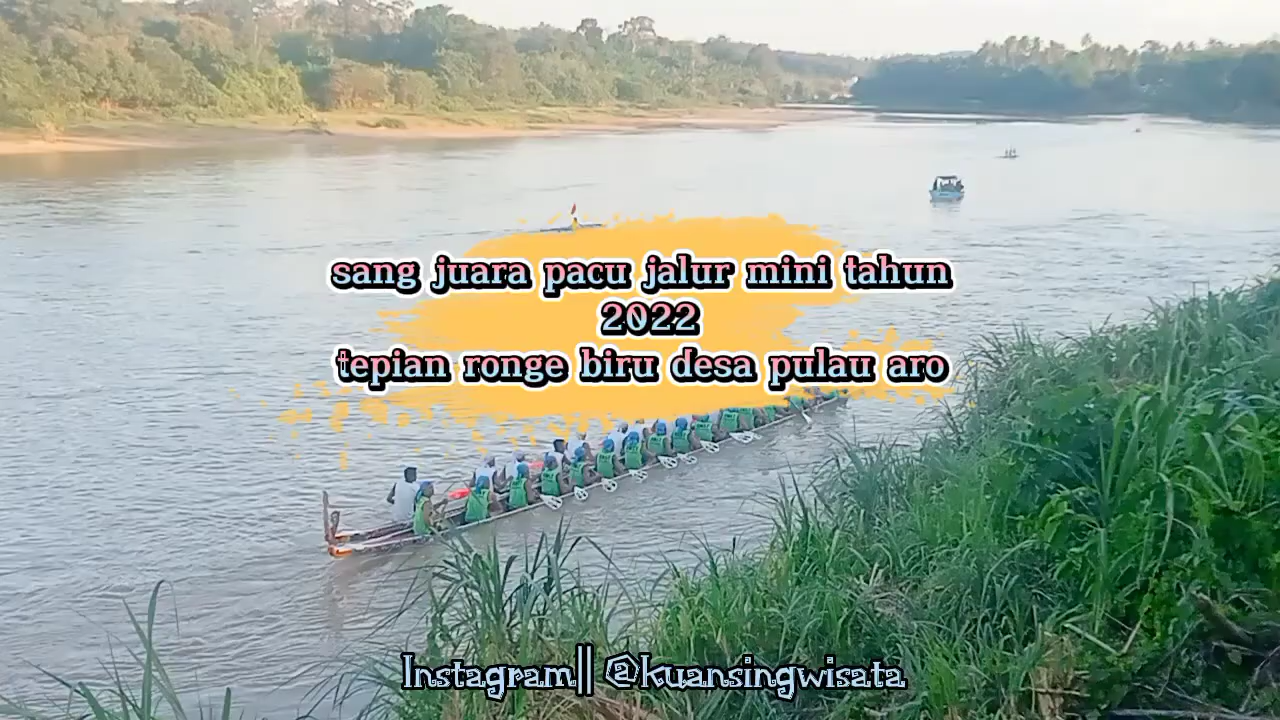 sang juara pacu jalur mini tahun
2022
tepian ronge biru desa pulau aro
Instagram|| @kuansingwisata